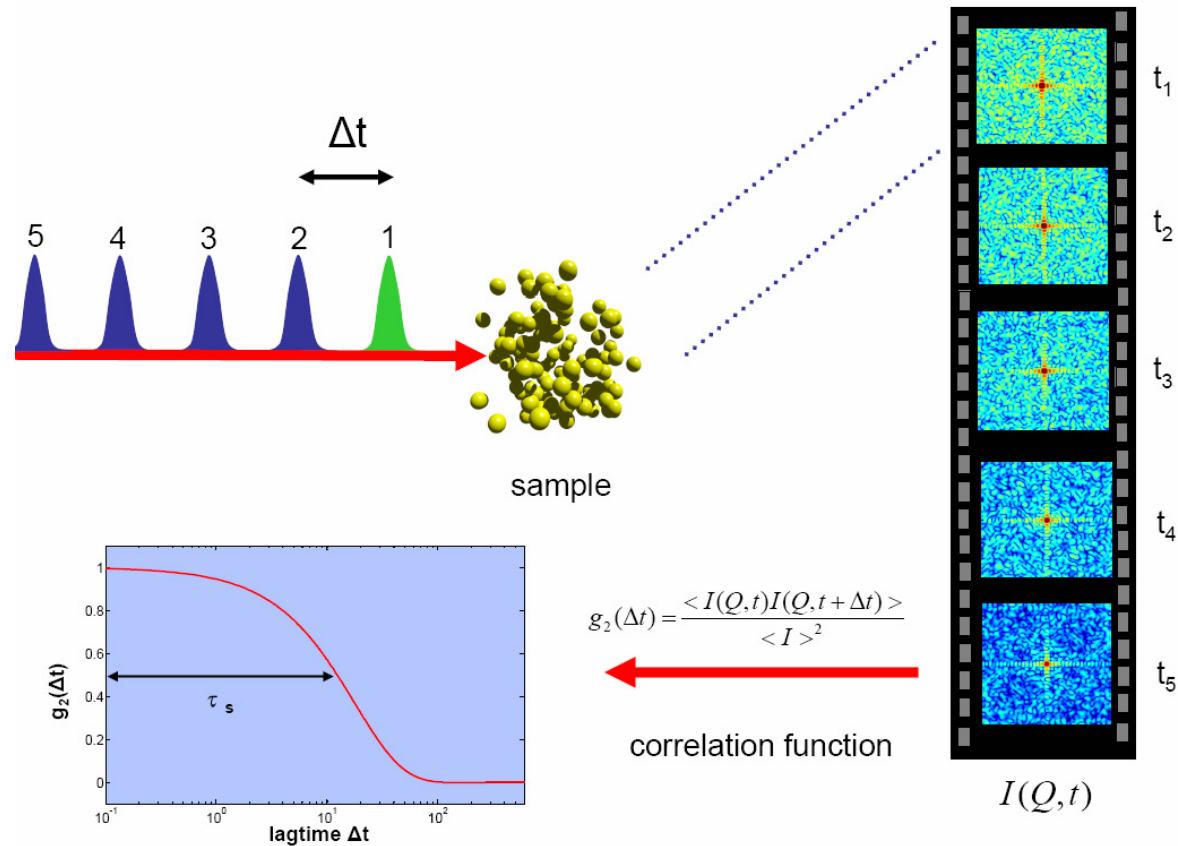 Δt
5 4 3 2 1
sample
t₁
t₂
t₃
t₄
t₅
I(Q,t)
g₂(Δt) = <I(Q,t)I(Q,t+Δt)> / <I>²
correlation function
g₂(Δt)
1
0.8
0.6
0.4
0.2
0
τ s
10⁻¹ 10⁰ 10¹ 10²
lagtime Δt